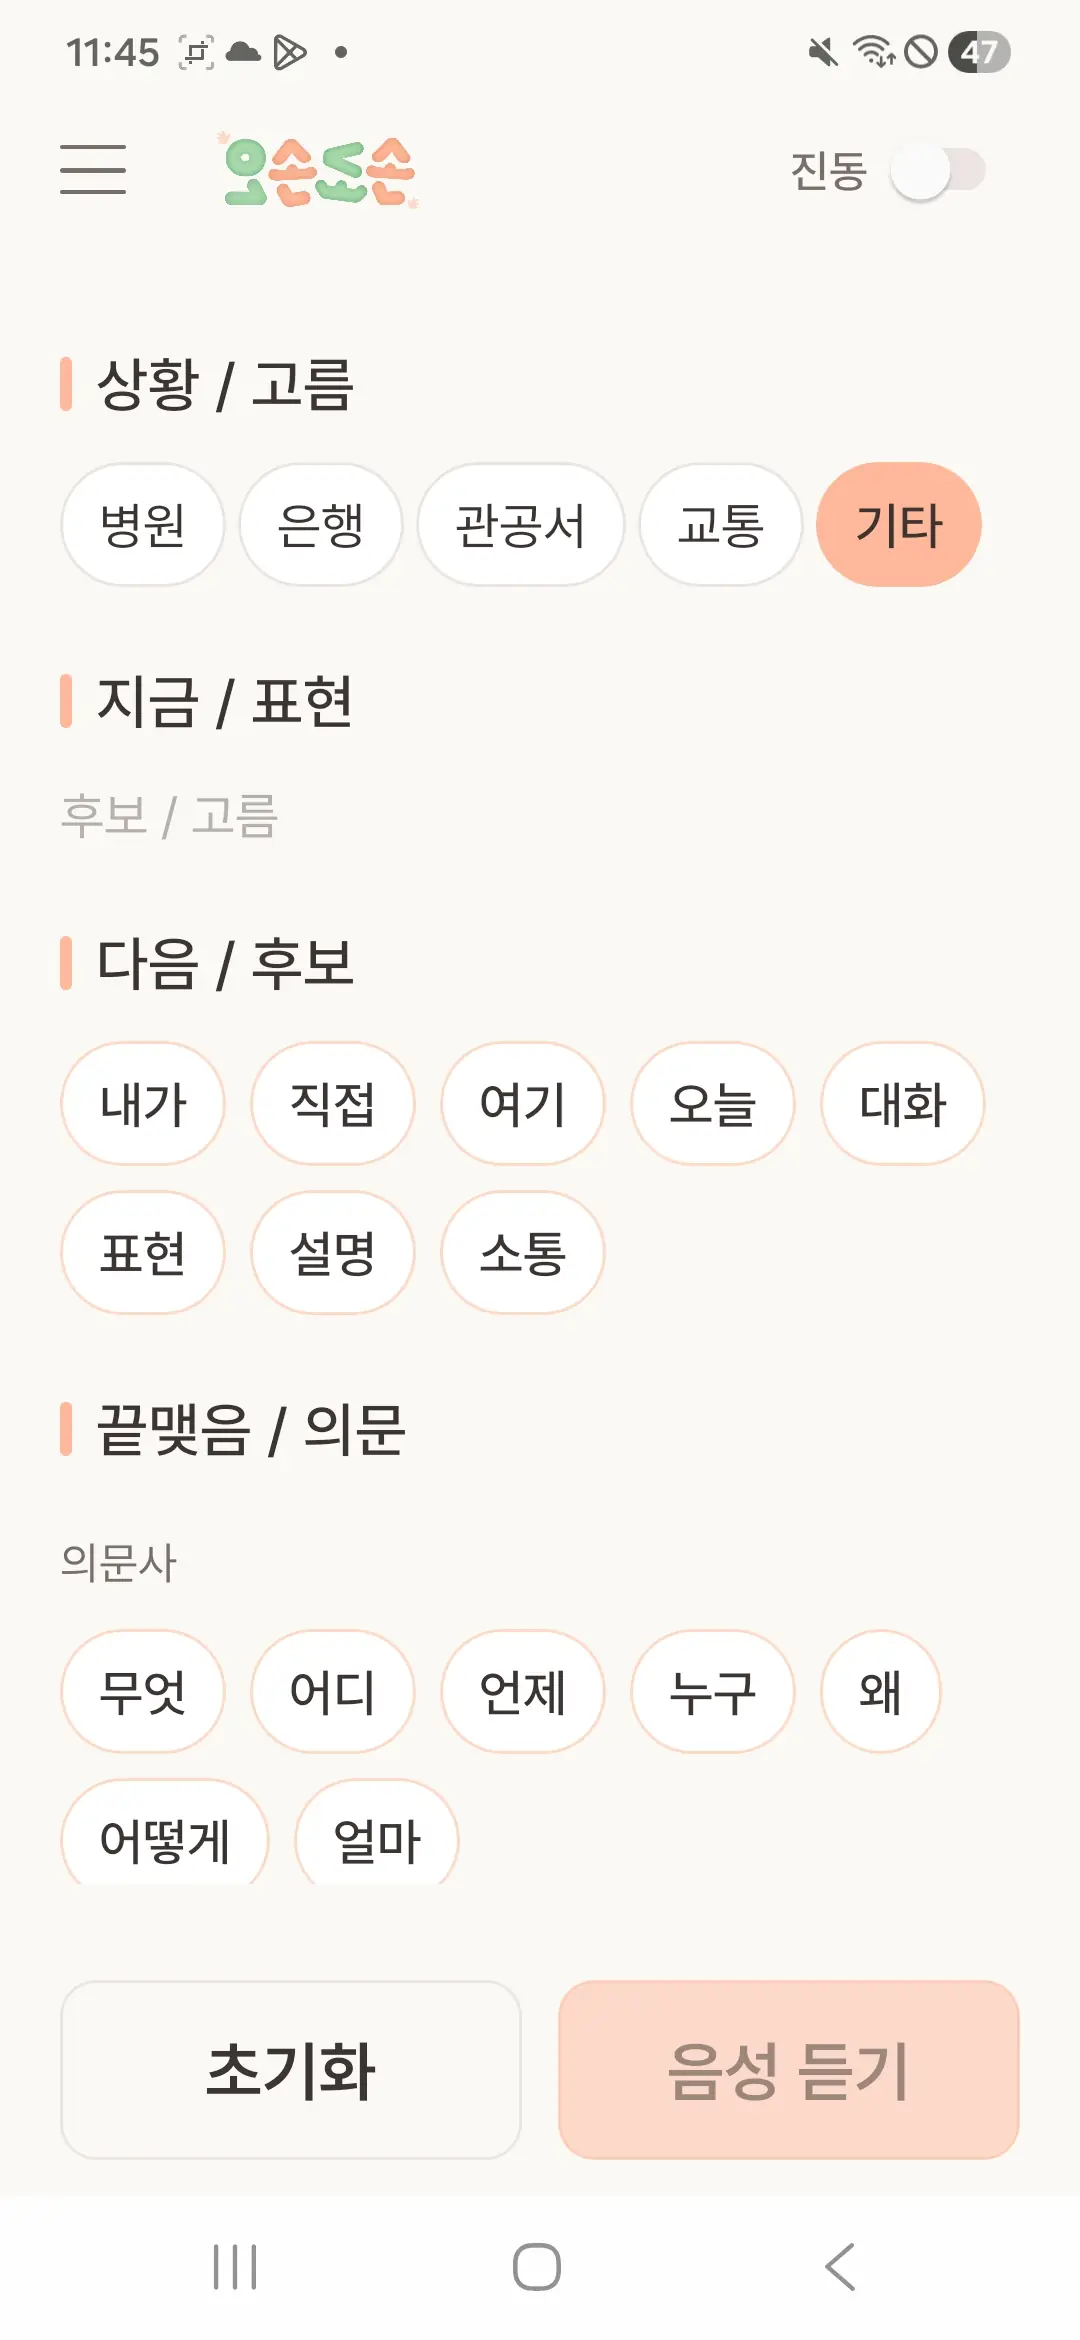 11:45
47
오손도손
진동
상황 / 고름
병원 은행 관공서 교통 기타
지금 / 표현
후보 / 고름
다음 / 후보
내가 직접 여기 오늘 대화
표현 설명 소통
끝맺음 / 의문
의문사
무엇 어디 언제 누구 왜
어떻게 얼마
초기화 음성 듣기